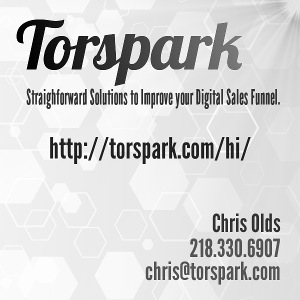 Torspark
Straighforward Solutions to Improve your Digital Sales Funnel.
http://torspark.com/hi/
Chris Olds
218.330.6907
chris@torspark.com